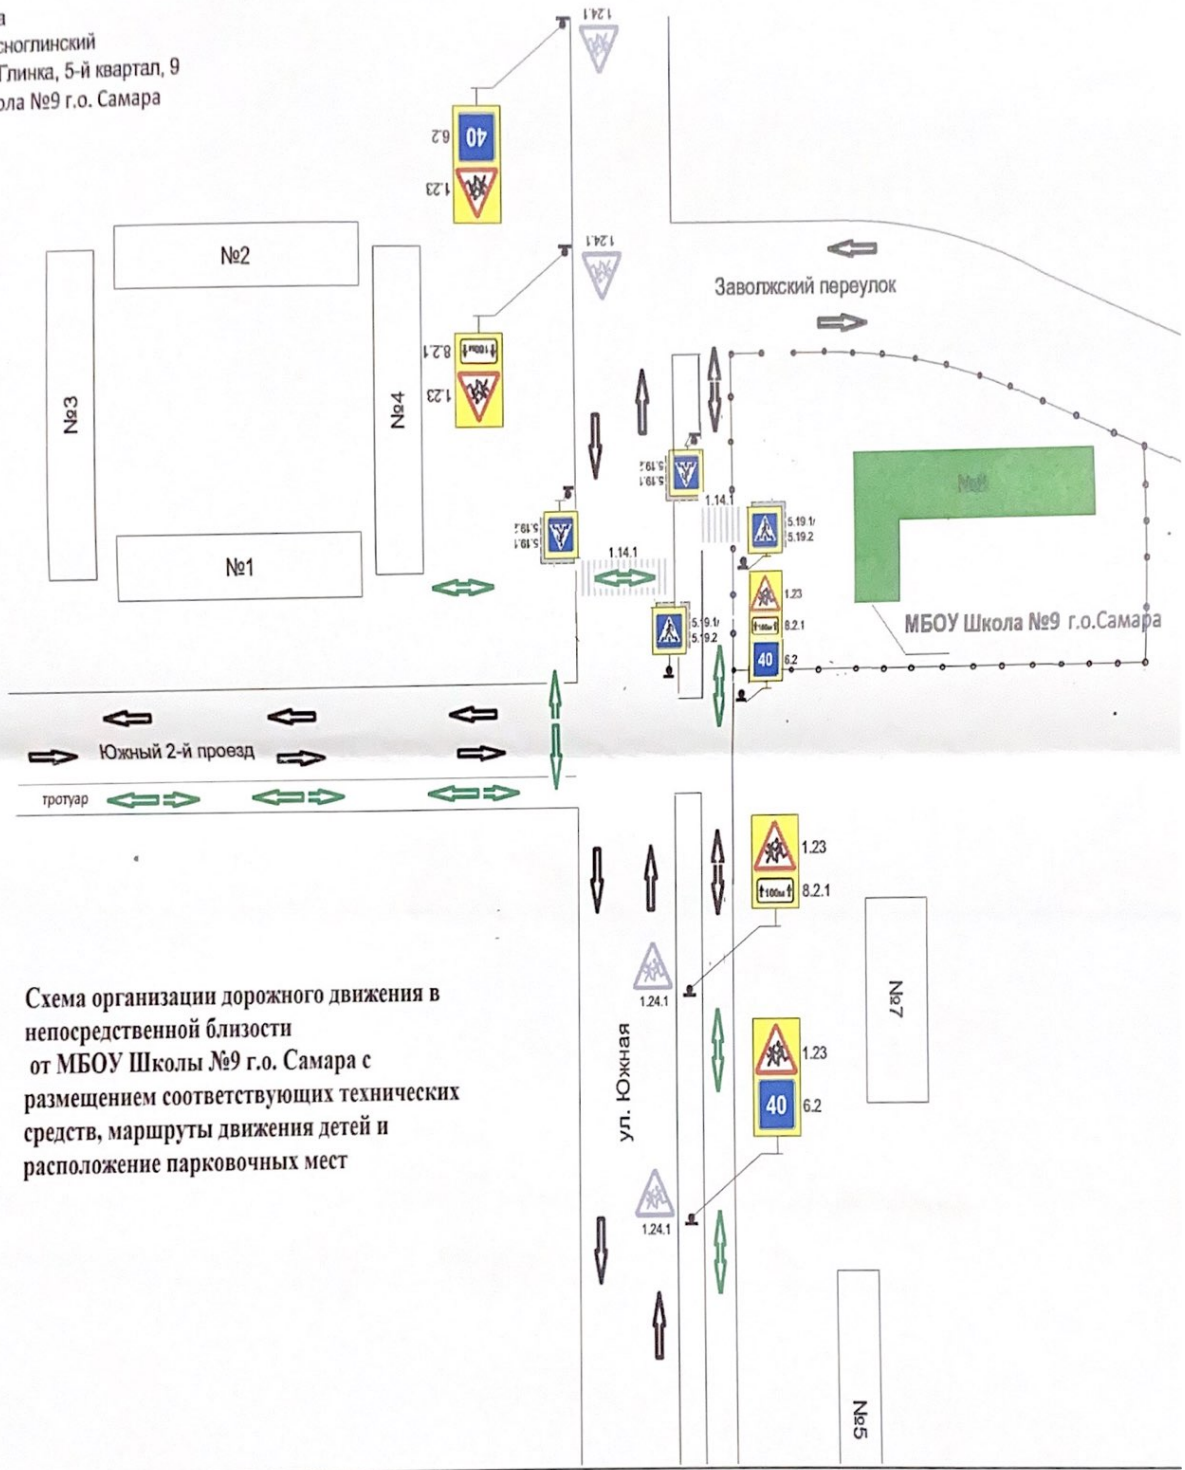 а
сноглинский
Глинка, 5-й квартал, 9
ола №9 г.о. Самара
1.24.1
40
6.2
1.23
1.24.1
№2
Заволжский переулок
100м
8.2.1
1.23
№3
№4
5.19.2
5.19.1
1.14.1
5.19.1/
5.19.2
5.19.2
5.19.1
1.14.1
№1
1.23
100м
8.2.1
40
6.2
5.19.1/
5.19.2
МБОУ Школа №9 г.о.Самара
Южный 2-й проезд
тротуар
1.23
100м
8.2.1
1.24.1
№7
Схема организации дорожного движения в
непосредственной близости
от МБОУ Школы №9 г.о. Самара с
размещением соответствующих технических
средств, маршруты движения детей и
расположение парковочных мест
ул. Южная
1.23
40
6.2
1.24.1
№5